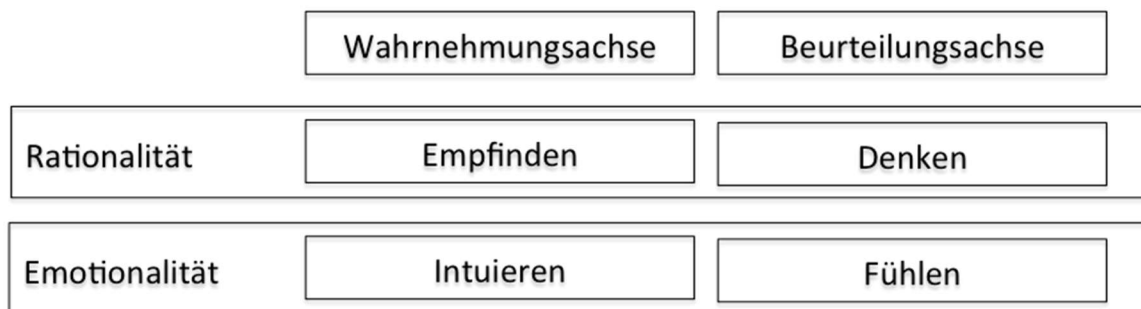 Wahrnehmungsachse Beurteilungsachse
Rationalität Empfinden Denken
Emotionalität Intuieren Fühlen